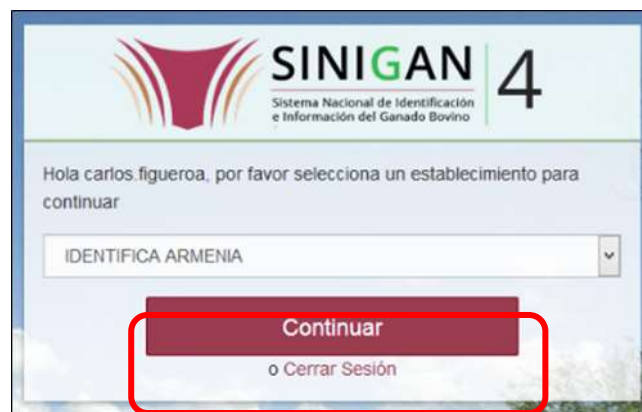 SINIGAN 4
Sistema Nacional de Identificación
e Información del Ganado Bovino
Hola carlos.figueroa, por favor selecciona un establecimiento para
continuar
IDENTIFICA ARMENIA
Continuar
o Cerrar Sesión